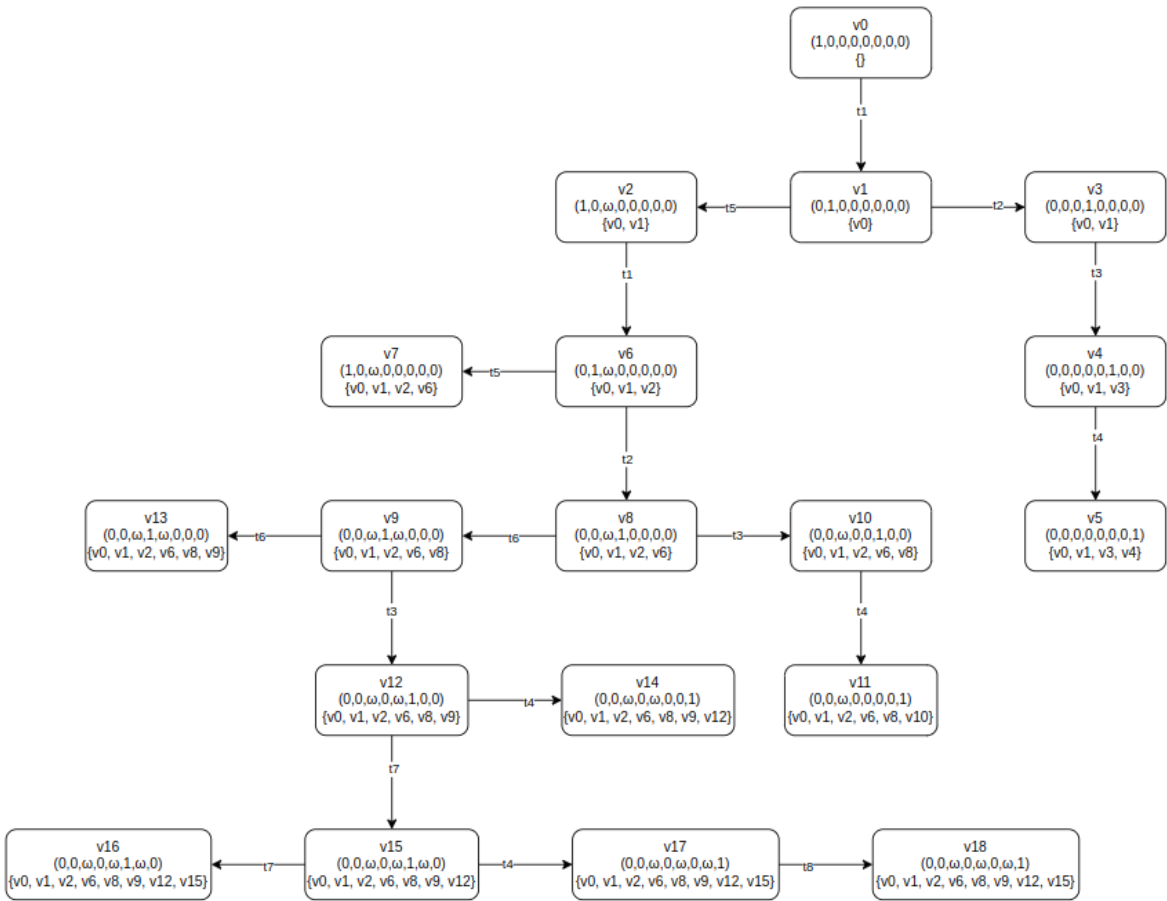 v0
(1,0,0,0,0,0,0,0)
{}
t1
v2
(1,0,ω,0,0,0,0,0)
{v0, v1}
t5
v1
(0,1,0,0,0,0,0,0)
{v0}
t2
v3
(0,0,0,1,0,0,0,0)
{v0, v1}
t1
t3
v7
(1,0,ω,0,0,0,0,0)
{v0, v1, v2, v6}
t5
v6
(0,1,ω,0,0,0,0,0)
{v0, v1, v2}
v4
(0,0,0,0,0,1,0,0)
{v0, v1, v3}
t2
t4
v13
(0,0,ω,1,ω,0,0,0)
{v0, v1, v2, v6, v8, v9}
t6
v9
(0,0,ω,1,ω,0,0,0)
{v0, v1, v2, v6, v8}
t6
v8
(0,0,ω,1,0,0,0,0)
{v0, v1, v2, v6}
t3
v10
(0,0,ω,0,0,1,0,0)
{v0, v1, v2, v6, v8}
v5
(0,0,0,0,0,0,0,1)
{v0, v1, v3, v4}
t3
t4
v12
(0,0,ω,0,ω,1,0,0)
{v0, v1, v2, v6, v8, v9}
t4
v14
(0,0,ω,0,ω,0,0,1)
{v0, v1, v2, v6, v8, v9, v12}
v11
(0,0,ω,0,0,0,0,1)
{v0, v1, v2, v6, v8, v10}
t7
v16
(0,0,ω,0,ω,1,ω,0)
{v0, v1, v2, v6, v8, v9, v12, v15}
t7
v15
(0,0,ω,0,ω,1,ω,0)
{v0, v1, v2, v6, v8, v9, v12}
t4
v17
(0,0,ω,0,ω,0,ω,1)
{v0, v1, v2, v6, v8, v9, v12, v15}
t8
v18
(0,0,ω,0,ω,0,ω,1)
{v0, v1, v2, v6, v8, v9, v12, v15}